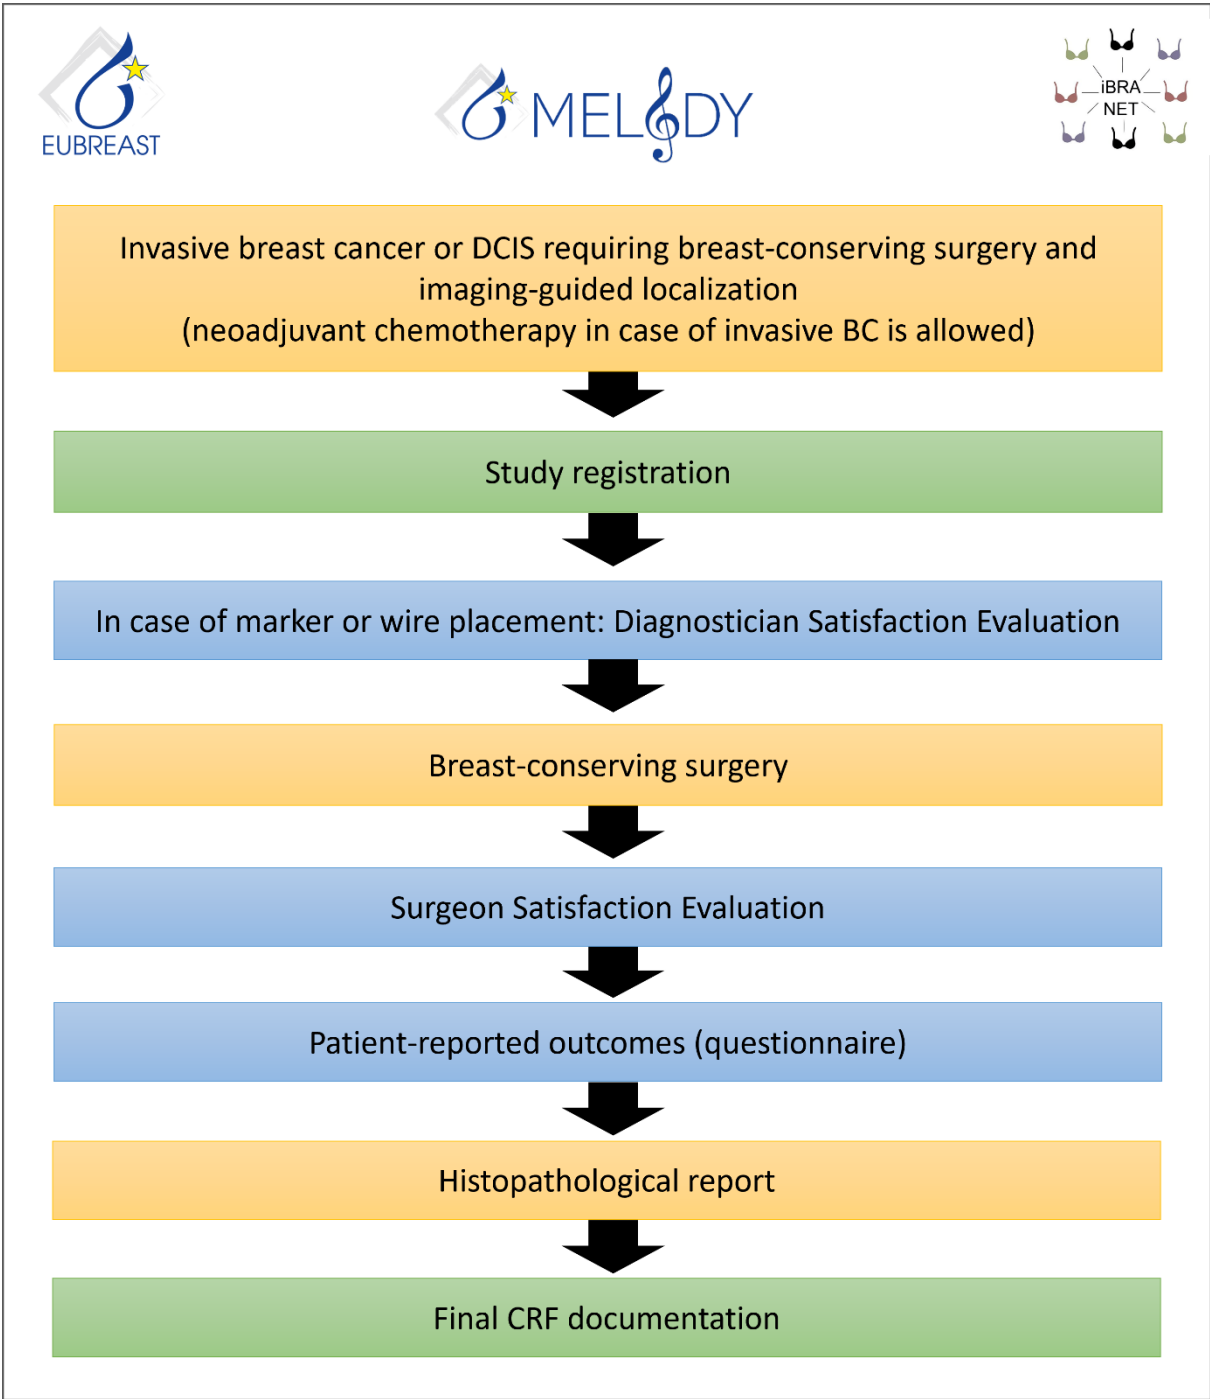 EUBREAST
MELODY
iBRA
NET
Invasive breast cancer or DCIS requiring breast-conserving surgery and
imaging-guided localization
(neoadjuvant chemotherapy in case of invasive BC is allowed)
Study registration
In case of marker or wire placement: Diagnostician Satisfaction Evaluation
Breast-conserving surgery
Surgeon Satisfaction Evaluation
Patient-reported outcomes (questionnaire)
Histopathological report
Final CRF documentation